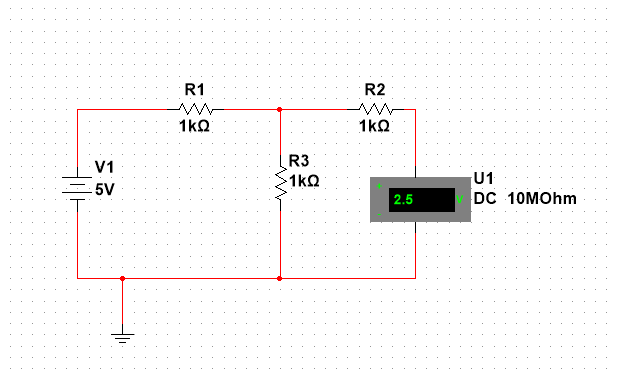 R1
1kΩ
R2
1kΩ
V1
5V
R3
1kΩ
U1
DC 10MOhm
+
2.5 V
-